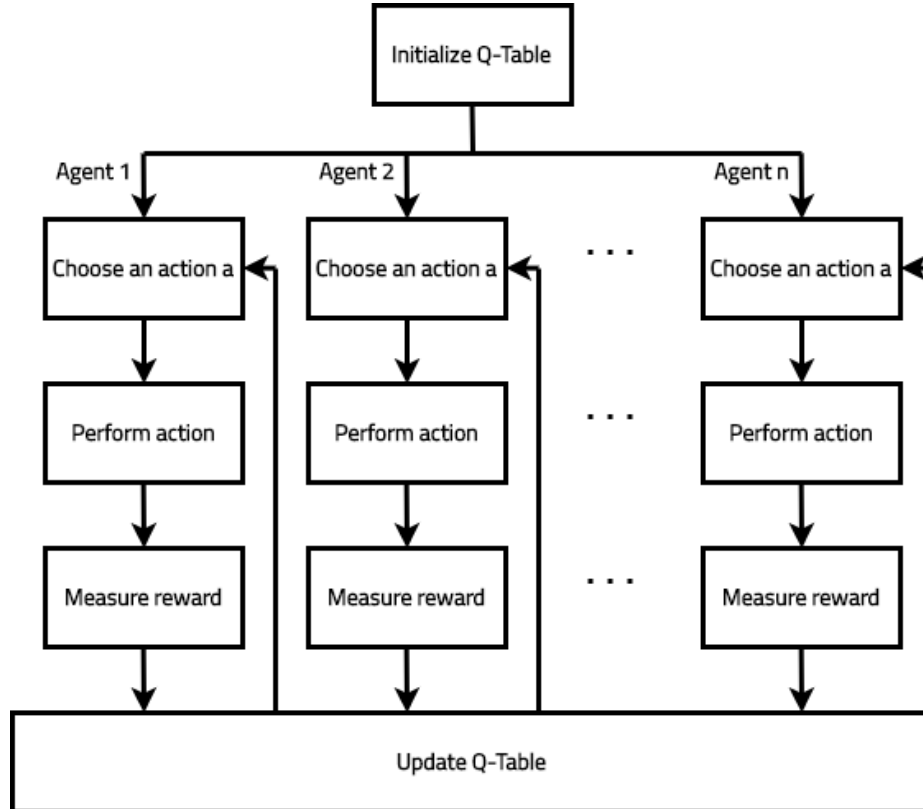 Initialize Q-Table
Agent 1
Agent 2
Agent n
Choose an action a
Choose an action a
. . .
Choose an action a
Perform action
Perform action
. . .
Perform action
Measure reward
Measure reward
. . .
Measure reward
Update Q-Table